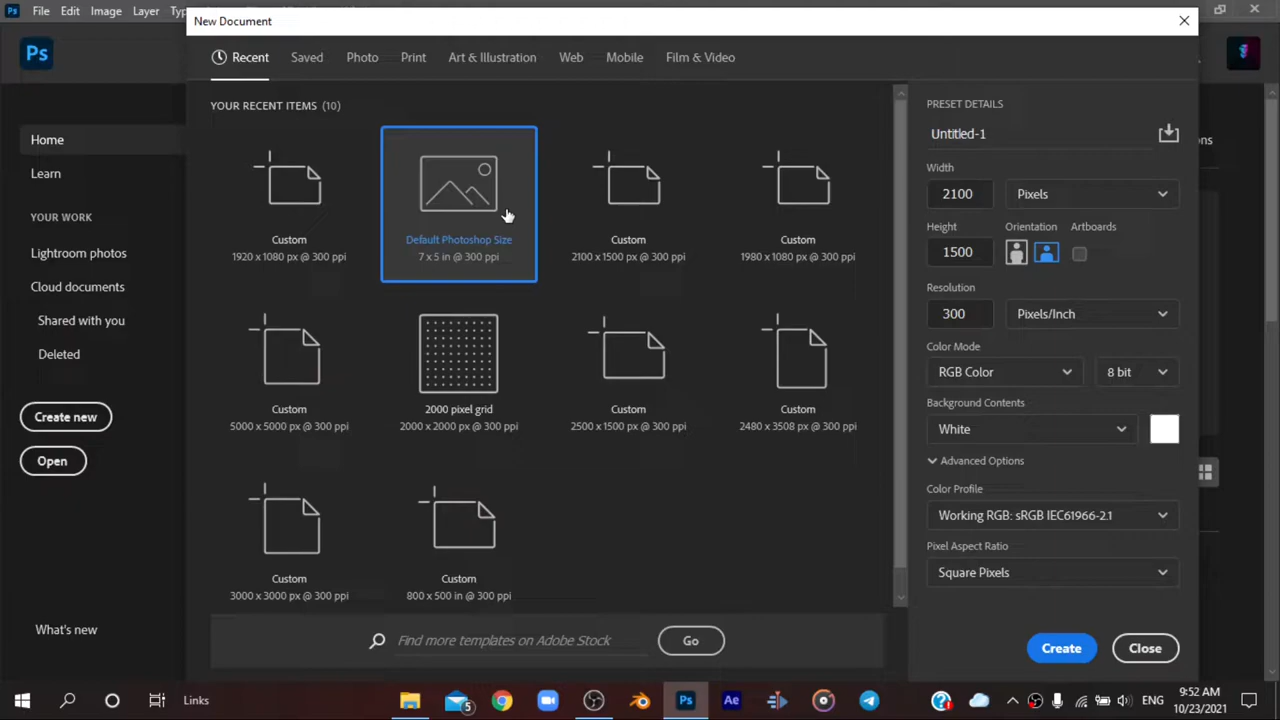 Ps File Edit Image Layer Ty
New Document
Ps
Recent Saved Photo Print Art & Illustration Web Mobile Film & Video
YOUR RECENT ITEMS (10)
Home
Learn
YOUR WORK
Lightroom photos
Cloud documents
Shared with you
Deleted
Create new
Open
What's new
Custom
1920 x 1080 px @ 300 ppi
Default Photoshop Size
7 x 5 in @ 300 ppi
Custom
2100 x 1500 px @ 300 ppi
Custom
1980 x 1080 px @ 300 ppi
Custom
5000 x 5000 px @ 300 ppi
2000 pixel grid
2000 x 2000 px @ 300 ppi
Custom
2500 x 1500 px @ 300 ppi
Custom
2480 x 3508 px @ 300 ppi
Custom
3000 x 3000 px @ 300 ppi
Custom
800 x 500 in @ 300 ppi
Find more templates on Adobe Stock
Go
PRESET DETAILS
Untitled-1
Width
2100 Pixels
Height Orientation Artboards
1500
Resolution
300 Pixels/Inch
Color Mode
RGB Color 8 bit
Background Contents
White
Advanced Options
Color Profile
Working RGB: sRGB IEC61966-2.1
Pixel Aspect Ratio
Square Pixels
Create Close
ns
Links
5
Ps
Ae
ENG
9:52 AM
10/23/2021